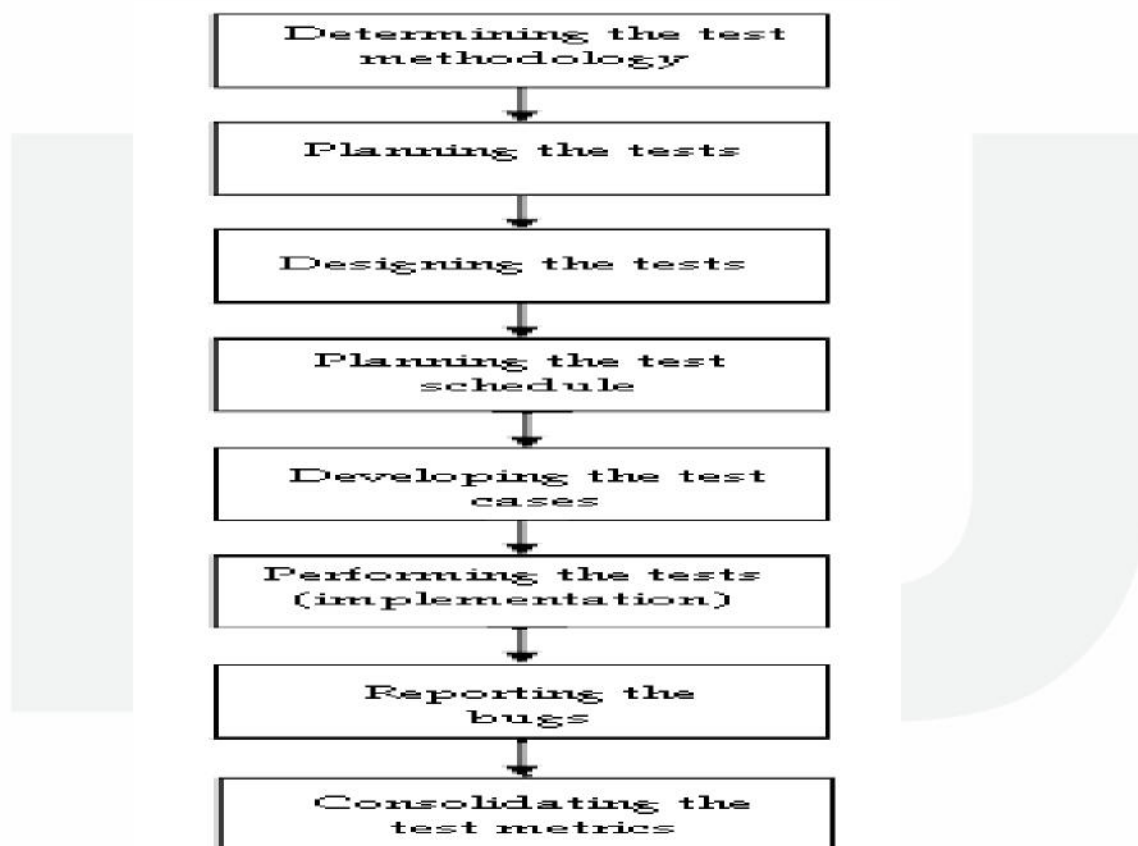 Determining the test
methodology
Planning the tests
Designing the tests
Planning the test
schedule
Developing the test
cases
Performing the tests
(implementation)
Reporting the
bugs
Consolidating the
test metrics